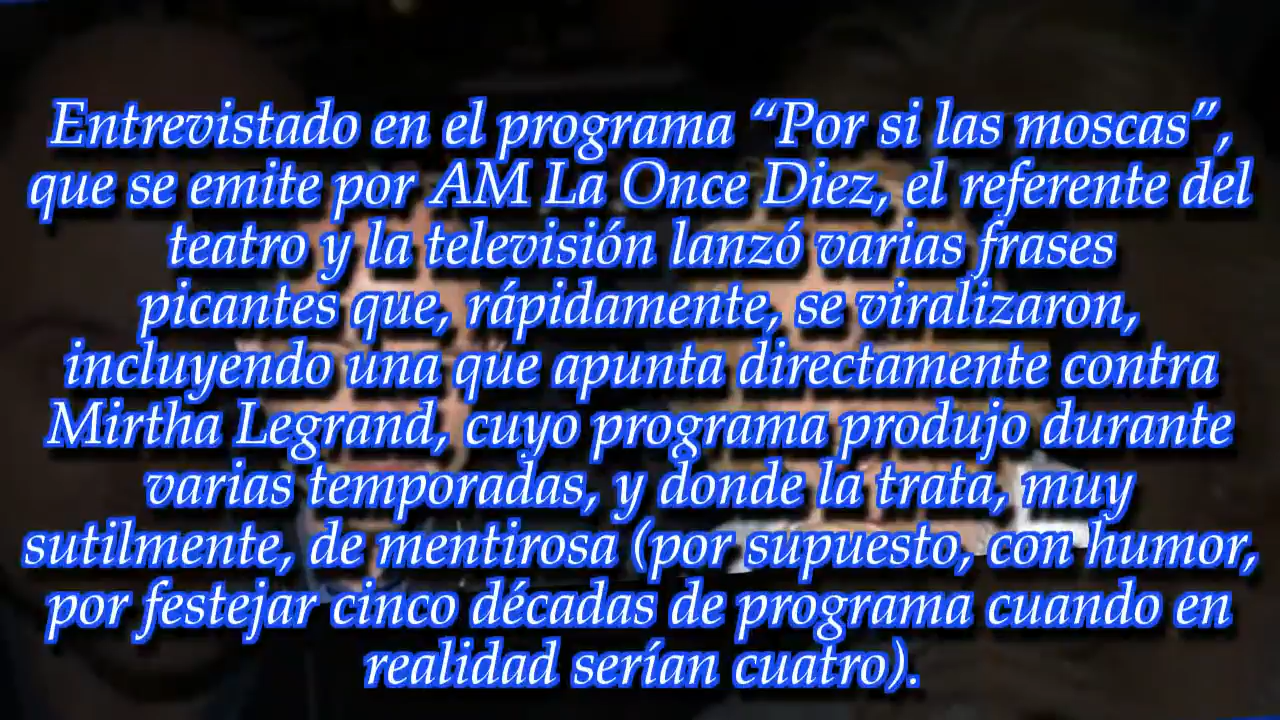 Entrevistado en el programa “Por si las moscas”,
que se emite por AM La Once Diez, el referente del
teatro y la televisión lanzó varias frases
picantes que, rápidamente, se viralizaron,
incluyendo una que apunta directamente contra
Mirtha Legrand, cuyo programa produjo durante
varias temporadas, y donde la trata, muy
sutilmente, de mentirosa (por supuesto, con humor,
por festejar cinco décadas de programa cuando en
realidad serían cuatro).